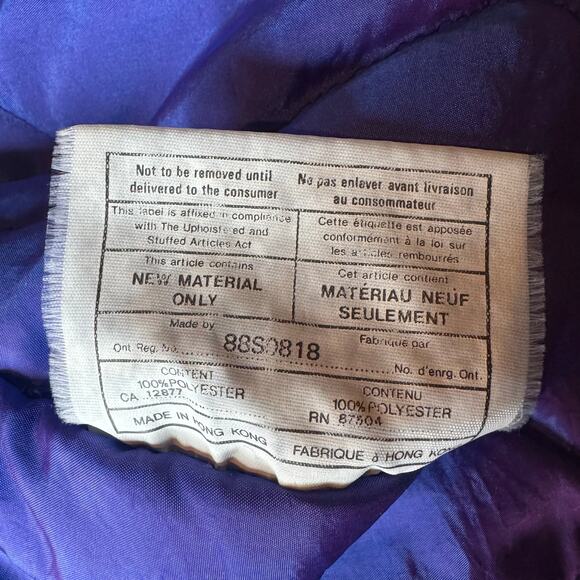 Not to be removed until
delivered to the consumer
Ne pas enlever avant livraison
au consommateur
This label is affixed in compliance
with The Upholstered and
Stuffed Articles Act
Cette étiquette est apposée
conformément à la loi sur
les articles rembourrés
This article contains
NEW MATERIAL
ONLY
Cet article contient
MATÉRIAU NEUF
SEULEMENT
Made by
Fabriqué par
Ont. Reg. No. 88S0818 No. d'enrg. Ont.
CONTENT
100% POLYESTER
CA 12877
CONTENU
100% POLYESTER
RN 87504
MADE IN HONG KONG
FABRIQUE à HONG KO